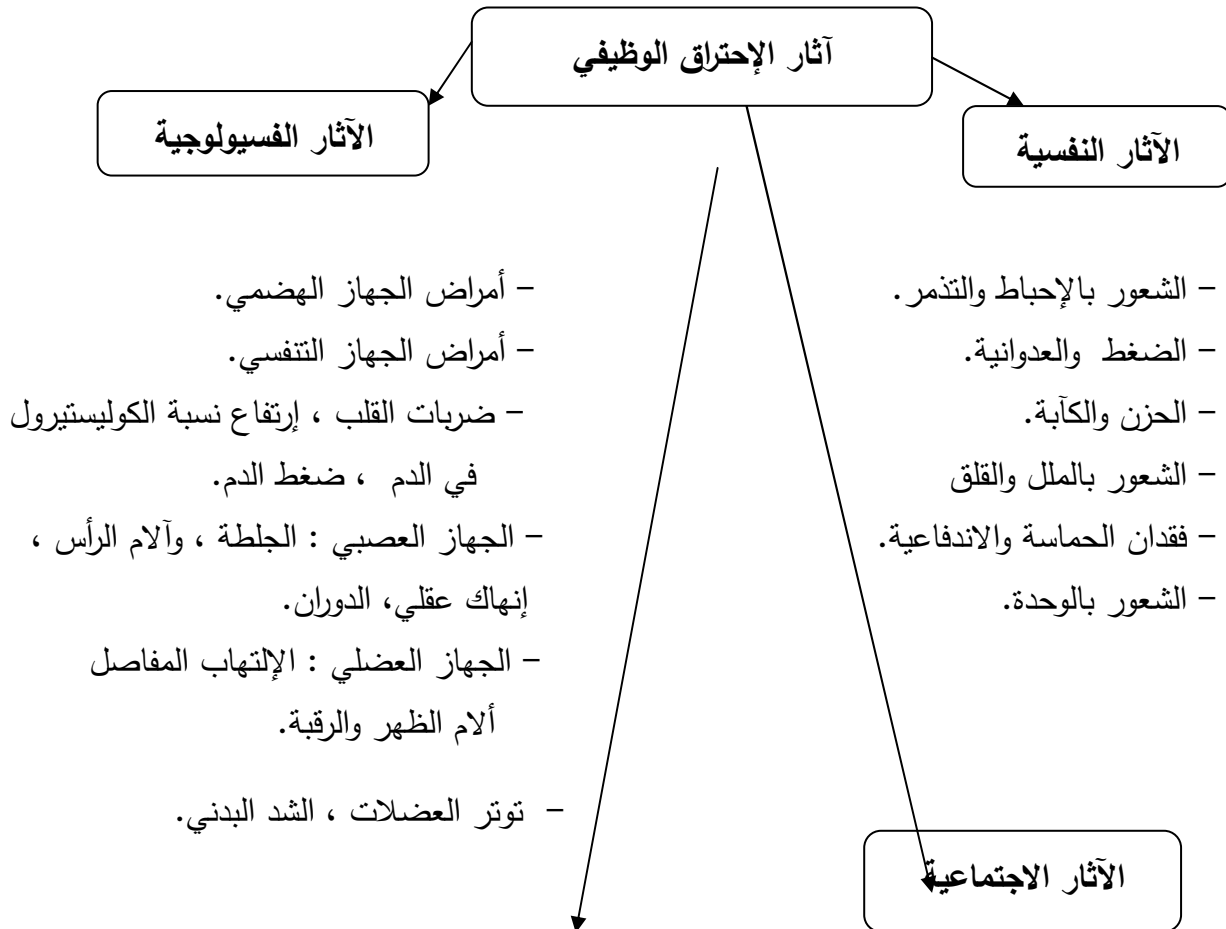 آثار الإحتراق الوظيفي
الآثار النفسية
الآثار الفسيولوجية
– الشعور بالإحباط والتذمر.
– الضغط والعدوانية.
– الحزن والكآبة.
– الشعور بالملل والقلق
– فقدان الحماسة والاندفاعية.
– الشعور بالوحدة.
– أمراض الجهاز الهضمي.
– أمراض الجهاز التنفسي.
– ضربات القلب ، إرتفاع نسبة الكوليستيرول
في الدم ، ضغط الدم.
– الجهاز العصبي : الجلطة ، وآلام الرأس ،
إنهاك عقلي، الدوران.
– الجهاز العضلي : الإلتهاب المفاصل
ألام الظهر والرقبة.
– توتر العضلات ، الشد البدني.
الآثار الاجتماعية